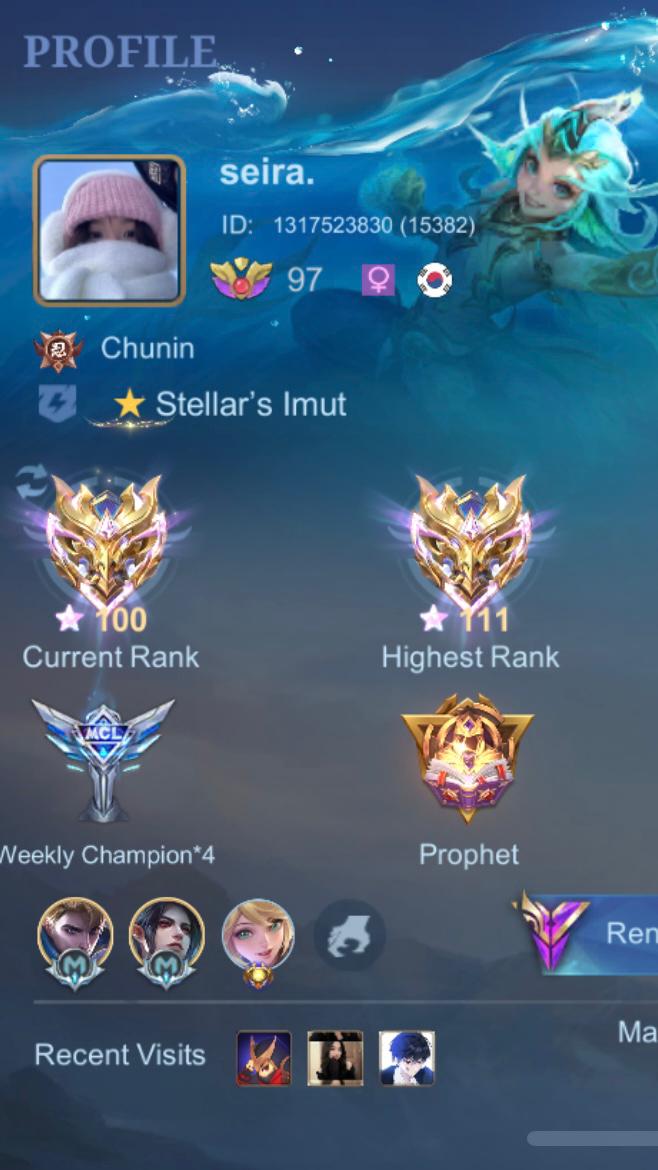 PROFILE
seira.
ID: 1317523830 (15382)
97
忍
Chunin
Stellar's Imut
100
111
Current Rank
Highest Rank
MCL
Weekly Champion*4
Prophet
M
M
Ren
Recent Visits
Ma